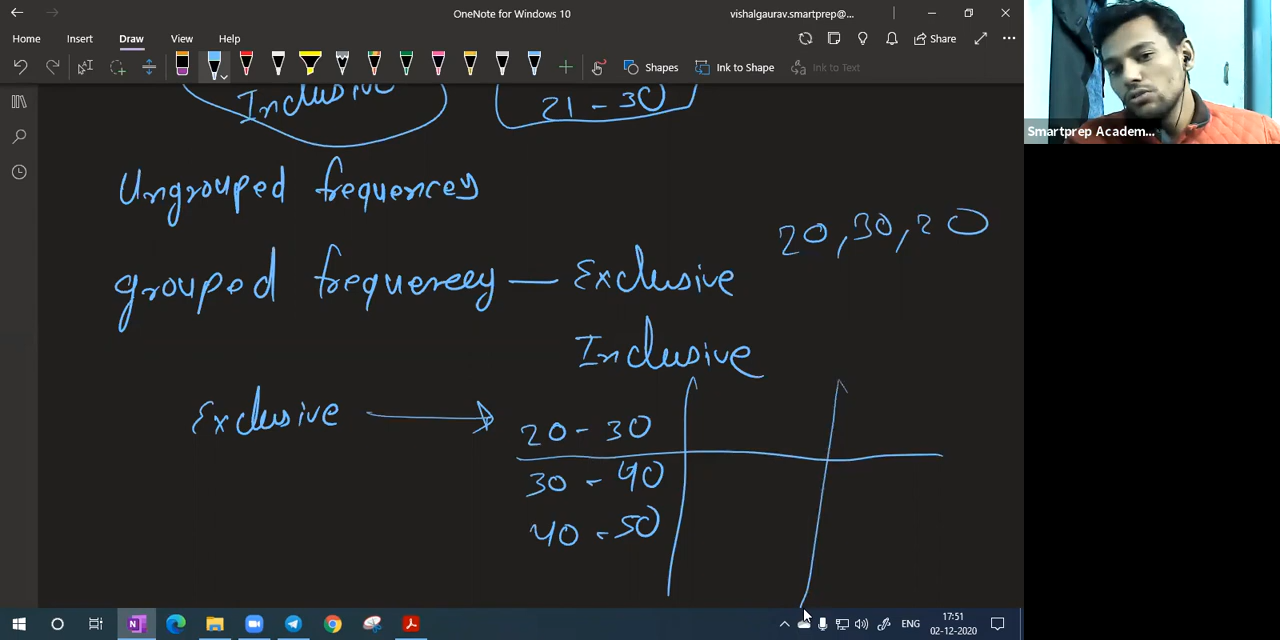 OneNote for Windows 10
vishalgaurav.smartprep@...
Home Insert Draw View Help
Share
Shapes Ink to Shape Ink to Text
Inclusive
21 - 30
Smartprep Academ...
Ungrouped frequences
20, 30, 20
grouped frequency — Exclusive
Inclusive
Exclusive
20 - 30
30 - 40
40 - 50
ENG
17:51
02-12-2020